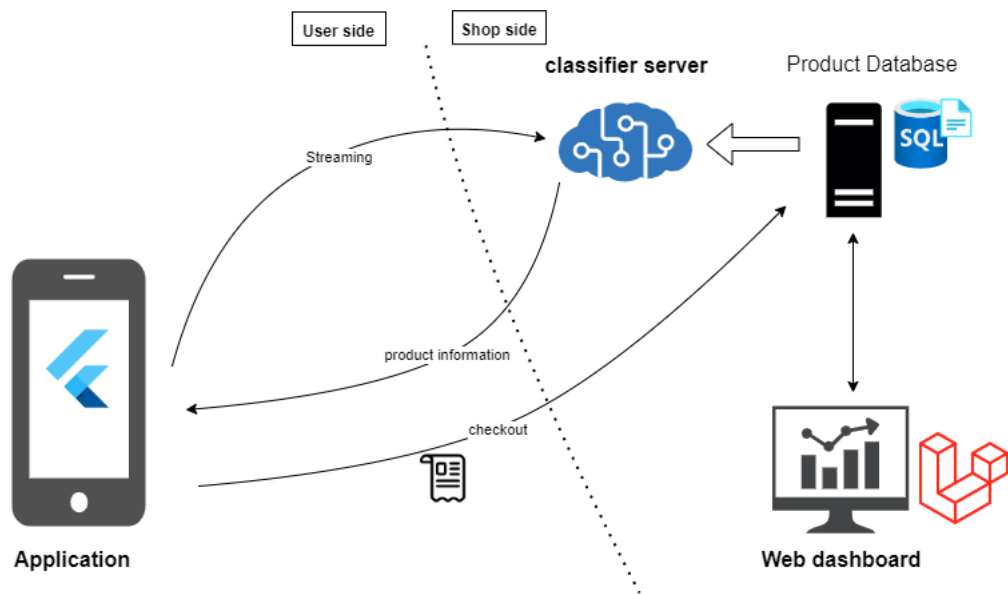 User side
Shop side
classifier server
Product Database
SQL
Streaming
product information
checkout
Application
Web dashboard